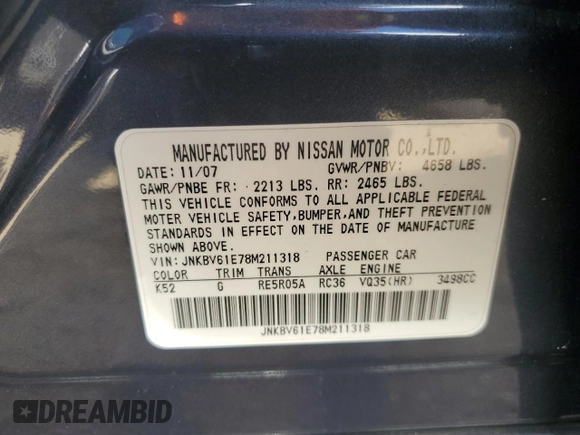 MANUFACTURED BY NISSAN MOTOR CO.,LTD.
DATE: 11/07 GVWR/PNBV: 4658 LBS.
GAWR/PNBE FR: 2213 LBS. RR: 2465 LBS.
THIS VEHICLE CONFORMS TO ALL APPLICABLE FEDERAL
MOTOR VEHICLE SAFETY,BUMPER,AND THEFT PREVENTION
STANDARDS IN EFFECT ON THE DATE OF MANUFACTURE
SHOWN ABOVE.
VIN: JNKBV61E78M211318 PASSENGER CAR
COLOR TRIM TRANS AXLE ENGINE
K52 G RE5R05A RC36 VQ35(HR) 3498CC
JNKBV61E78M211318
DREAMBID